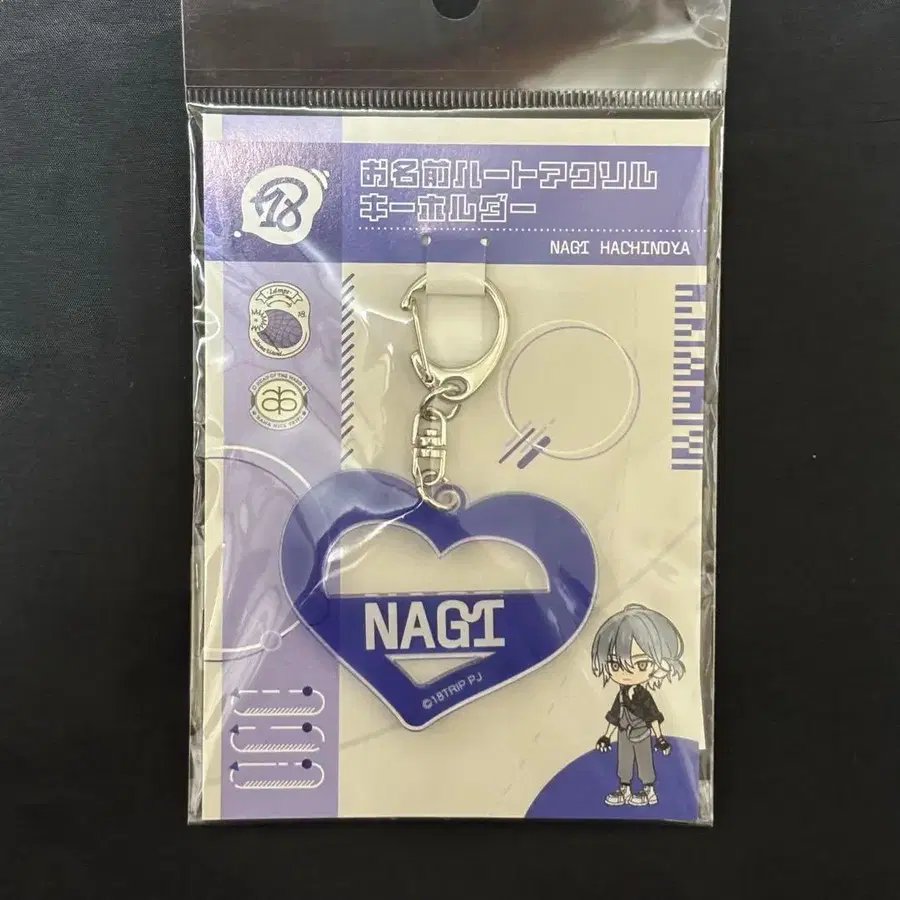 18
お名前ハートアクリル
キーホルダー
NAGI HACHINOYA
NAGI
©18TRIP PJ